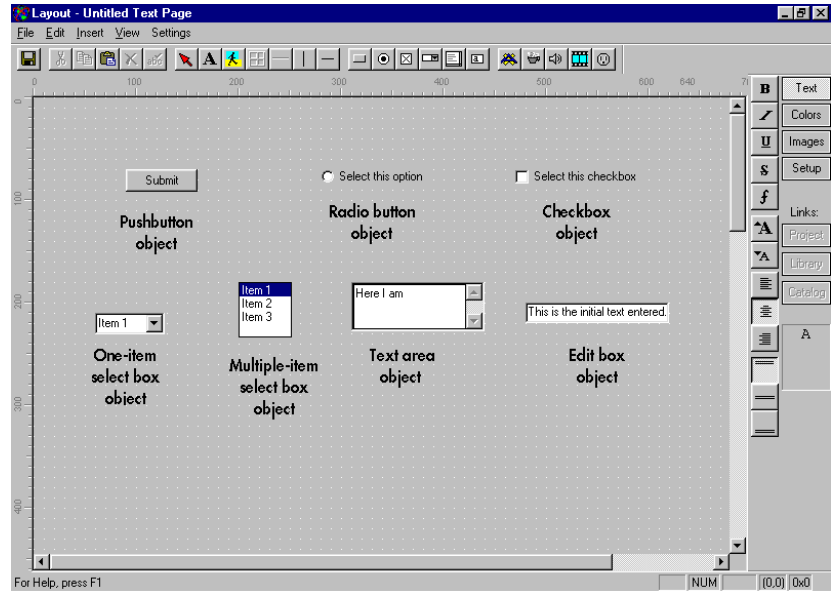 Layout - Untitled Text Page
File Edit Insert View Settings
A
0 100 200 300 400 500 600 640
B Text
I Colors
U Images
S Setup
f
Links:
A Project
A Library
Catalog
A
0
100
200
300
400
Submit
Select this option
Select this checkbox
Pushbutton
object
Radio button
object
Checkbox
object
Item 1
Item 1
Item 2
Item 3
Here I am
This is the initial text entered.
One-item
select box
object
Multiple-item
select box
object
Text area
object
Edit box
object
For Help, press F1
NUM
(0,0)
0x0